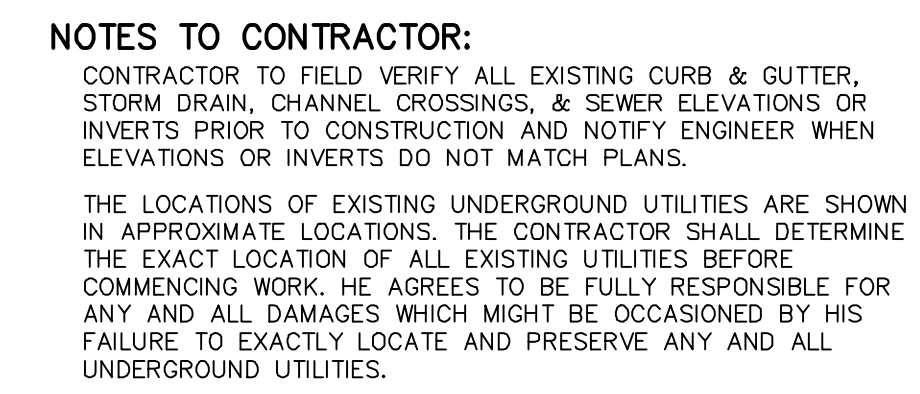 NOTES TO CONTRACTOR:
CONTRACTOR TO FIELD VERIFY ALL EXISTING CURB & GUTTER,
STORM DRAIN, CHANNEL CROSSINGS, & SEWER ELEVATIONS OR
INVERTS PRIOR TO CONSTRUCTION AND NOTIFY ENGINEER WHEN
ELEVATIONS OR INVERTS DO NOT MATCH PLANS.
THE LOCATIONS OF EXISTING UNDERGROUND UTILITIES ARE SHOWN
IN APPROXIMATE LOCATIONS. THE CONTRACTOR SHALL DETERMINE
THE EXACT LOCATION OF ALL EXISTING UTILITIES BEFORE
COMMENCING WORK. HE AGREES TO BE FULLY RESPONSIBLE FOR
ANY AND ALL DAMAGES WHICH MIGHT BE OCCASIONED BY HIS
FAILURE TO EXACTLY LOCATE AND PRESERVE ANY AND ALL
UNDERGROUND UTILITIES.